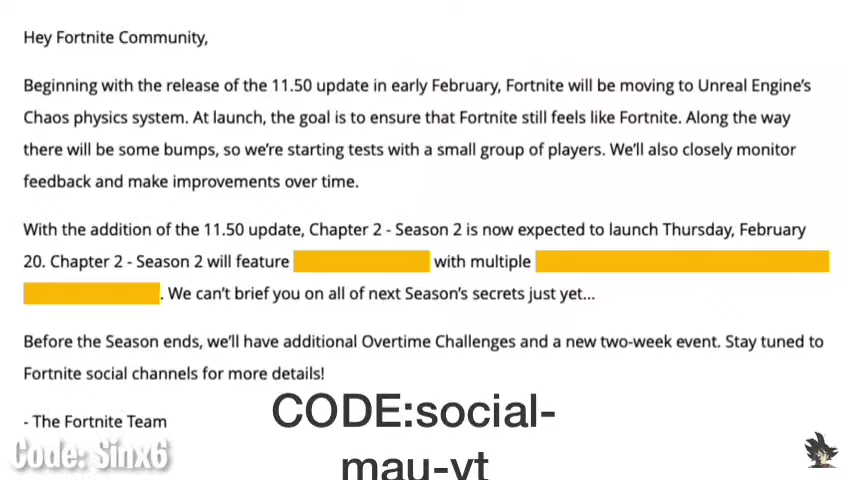 Hey Fortnite Community,
Beginning with the release of the 11.50 update in early February, Fortnite will be moving to Unreal Engine's
Chaos physics system. At launch, the goal is to ensure that Fortnite still feels like Fortnite. Along the way
there will be some bumps, so we're starting tests with a small group of players. We'll also closely monitor
feedback and make improvements over time.
With the addition of the 11.50 update, Chapter 2 - Season 2 is now expected to launch Thursday, February
20. Chapter 2 - Season 2 will feature with multiple
. We can't brief you on all of next Season's secrets just yet...
Before the Season ends, we'll have additional Overtime Challenges and a new two-week event. Stay tuned to
Fortnite social channels for more details!
- The Fortnite Team
CODE:social-
mau-yt
Code: Sinx6